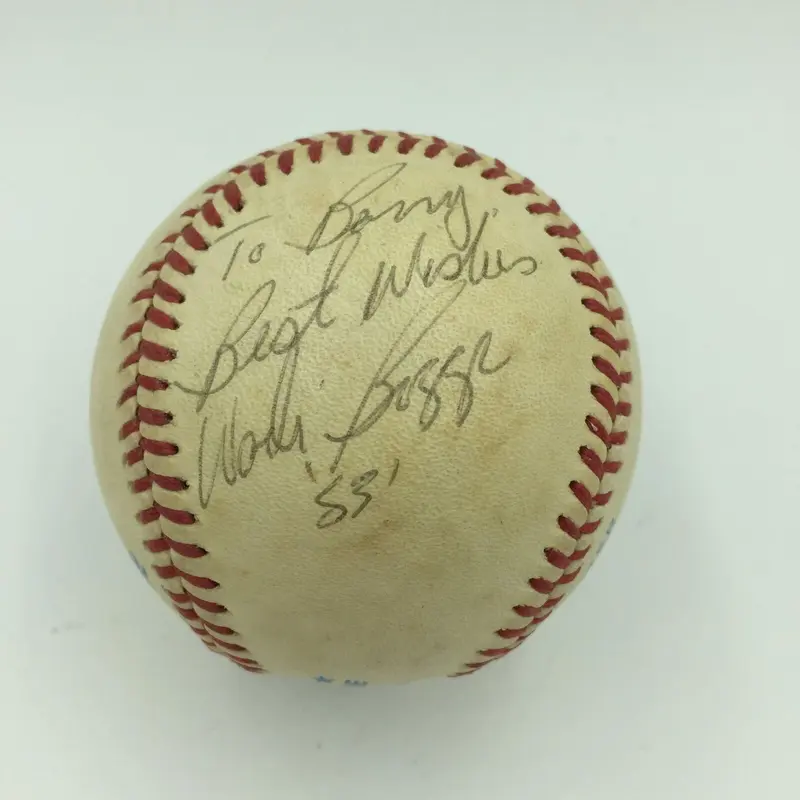 To Barry,
Best Wishes
Wade Boggs
'83'